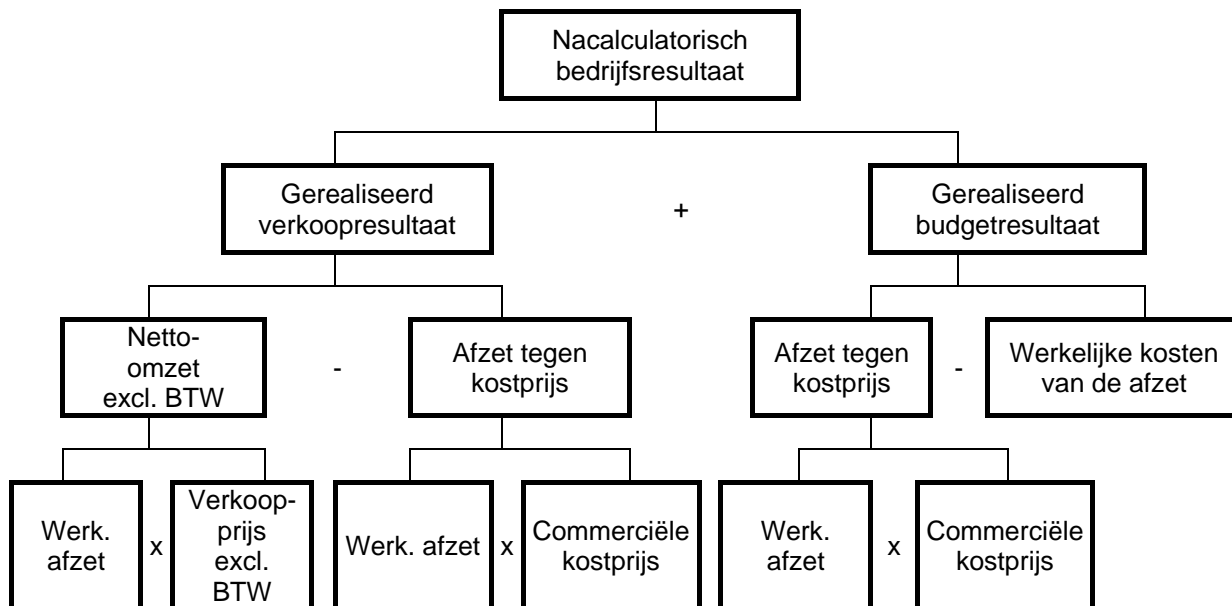 Nacalculatorisch
bedrijfsresultaat
Gerealiseerd
verkoopresultaat
+
Gerealiseerd
budgetresultaat
Netto-
omzet
excl. BTW
-
Afzet tegen
kostprijs
Afzet tegen
kostprijs
-
Werkelijke kosten
van de afzet
Werk.
afzet
x
Verkoop-
prijs
excl.
BTW
Werk. afzet
x
Commerciële
kostprijs
Werk.
afzet
x
Commerciële
kostprijs